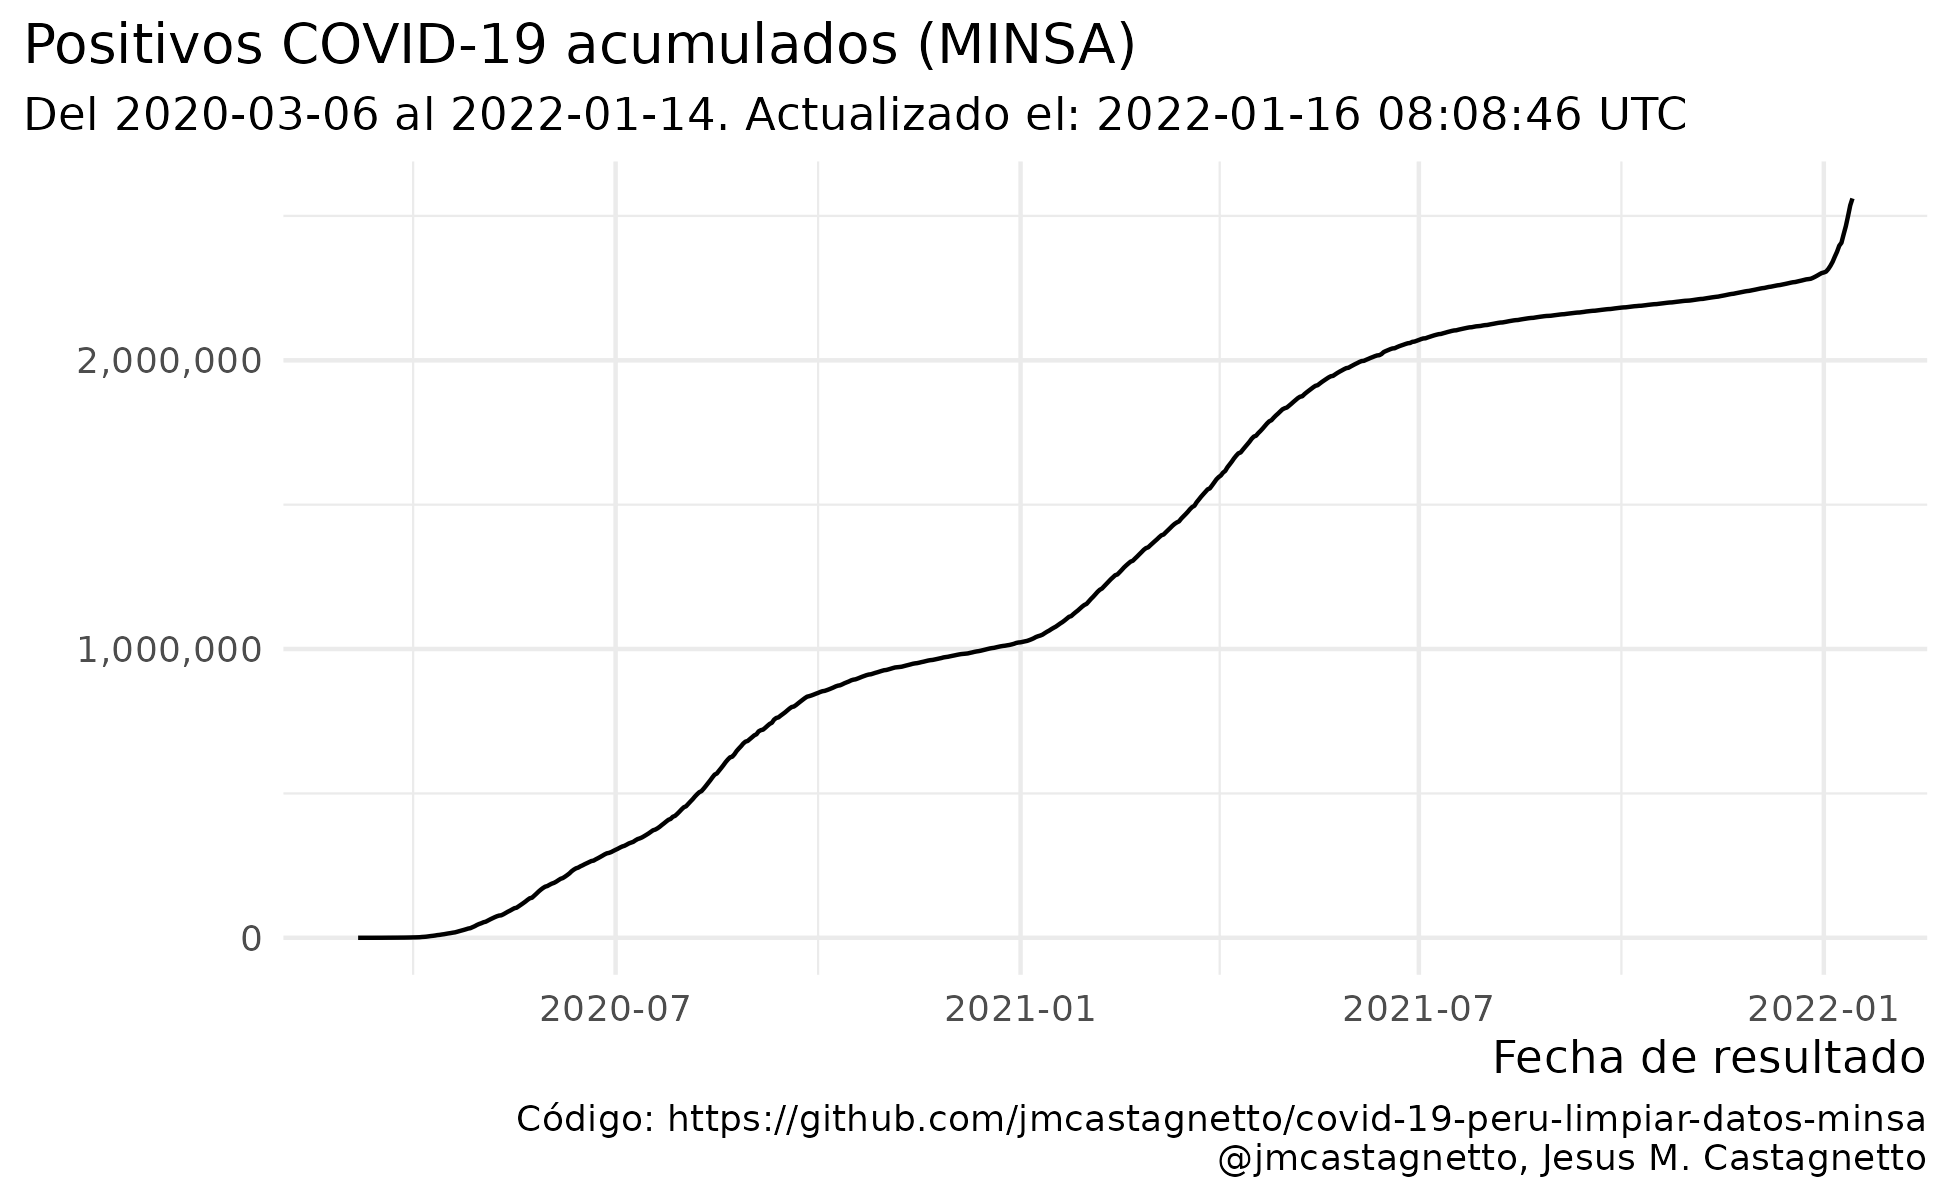 Positivos COVID-19 acumulados (MINSA)
Del 2020-03-06 al 2022-01-14. Actualizado el: 2022-01-16 08:08:46 UTC
2,000,000
1,000,000
0
2020-07 2021-01 2021-07 2022-01
Fecha de resultado
Código: https://github.com/jmcastagnetto/covid-19-peru-limpiar-datos-minsa
@jmcastagnetto, Jesus M. Castagnetto